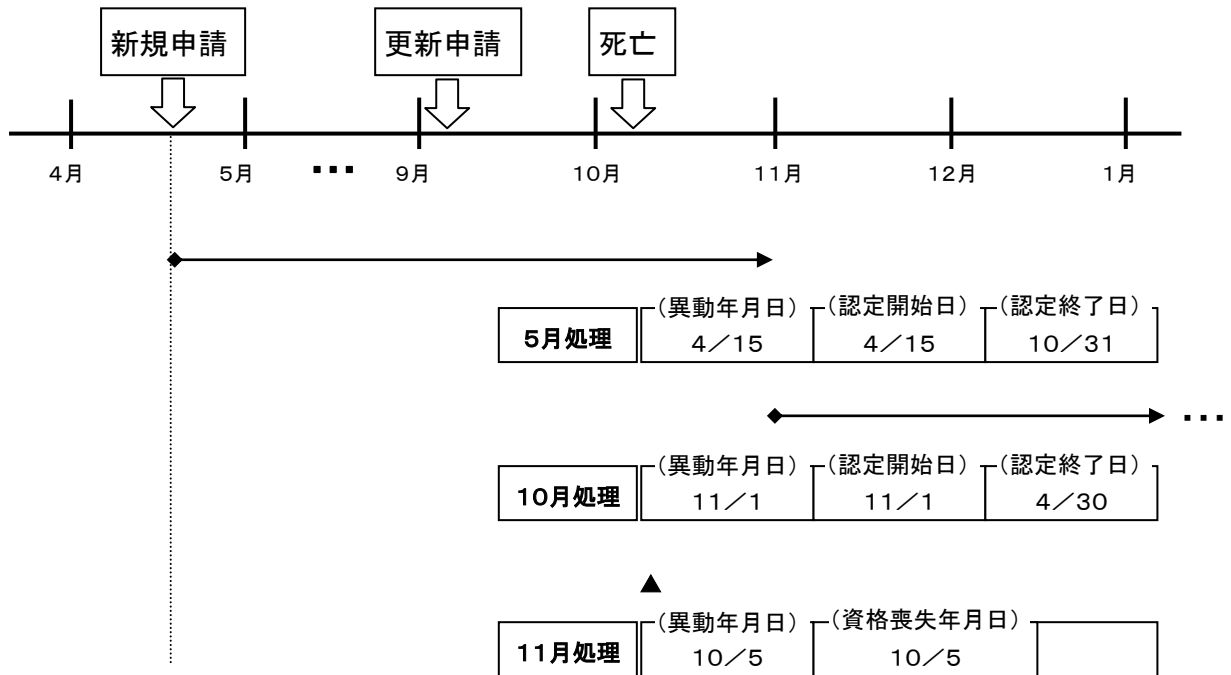 新規申請 更新申請 死亡
4月 5月 ･･･ 9月 10月 11月 12月 1月
(異動年月日) (認定開始日) (認定終了日)
5月処理 4／15 4／15 10／31
･･･
(異動年月日) (認定開始日) (認定終了日)
10月処理 11／1 11／1 4／30
▲
(異動年月日) (資格喪失年月日)
11月処理 10／5 10／5